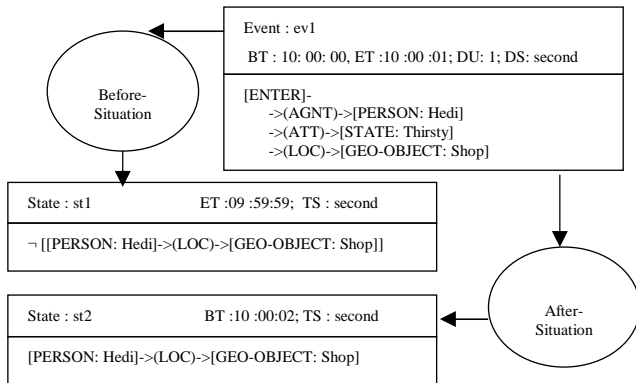 Event : ev1
BT : 10: 00: 00, ET :10 :00 :01; DU: 1; DS: second
[ENTER]-
->(AGNT)->[PERSON: Hedi]
->(ATT)->[STATE: Thirsty]
->(LOC)->[GEO-OBJECT: Shop]
Before-
Situation
State : st1 ET :09 :59:59; TS : second
¬ [[PERSON: Hedi]->(LOC)->[GEO-OBJECT: Shop]]
State : st2 BT :10 :00:02; TS : second
[PERSON: Hedi]->(LOC)->[GEO-OBJECT: Shop]
After-
Situation